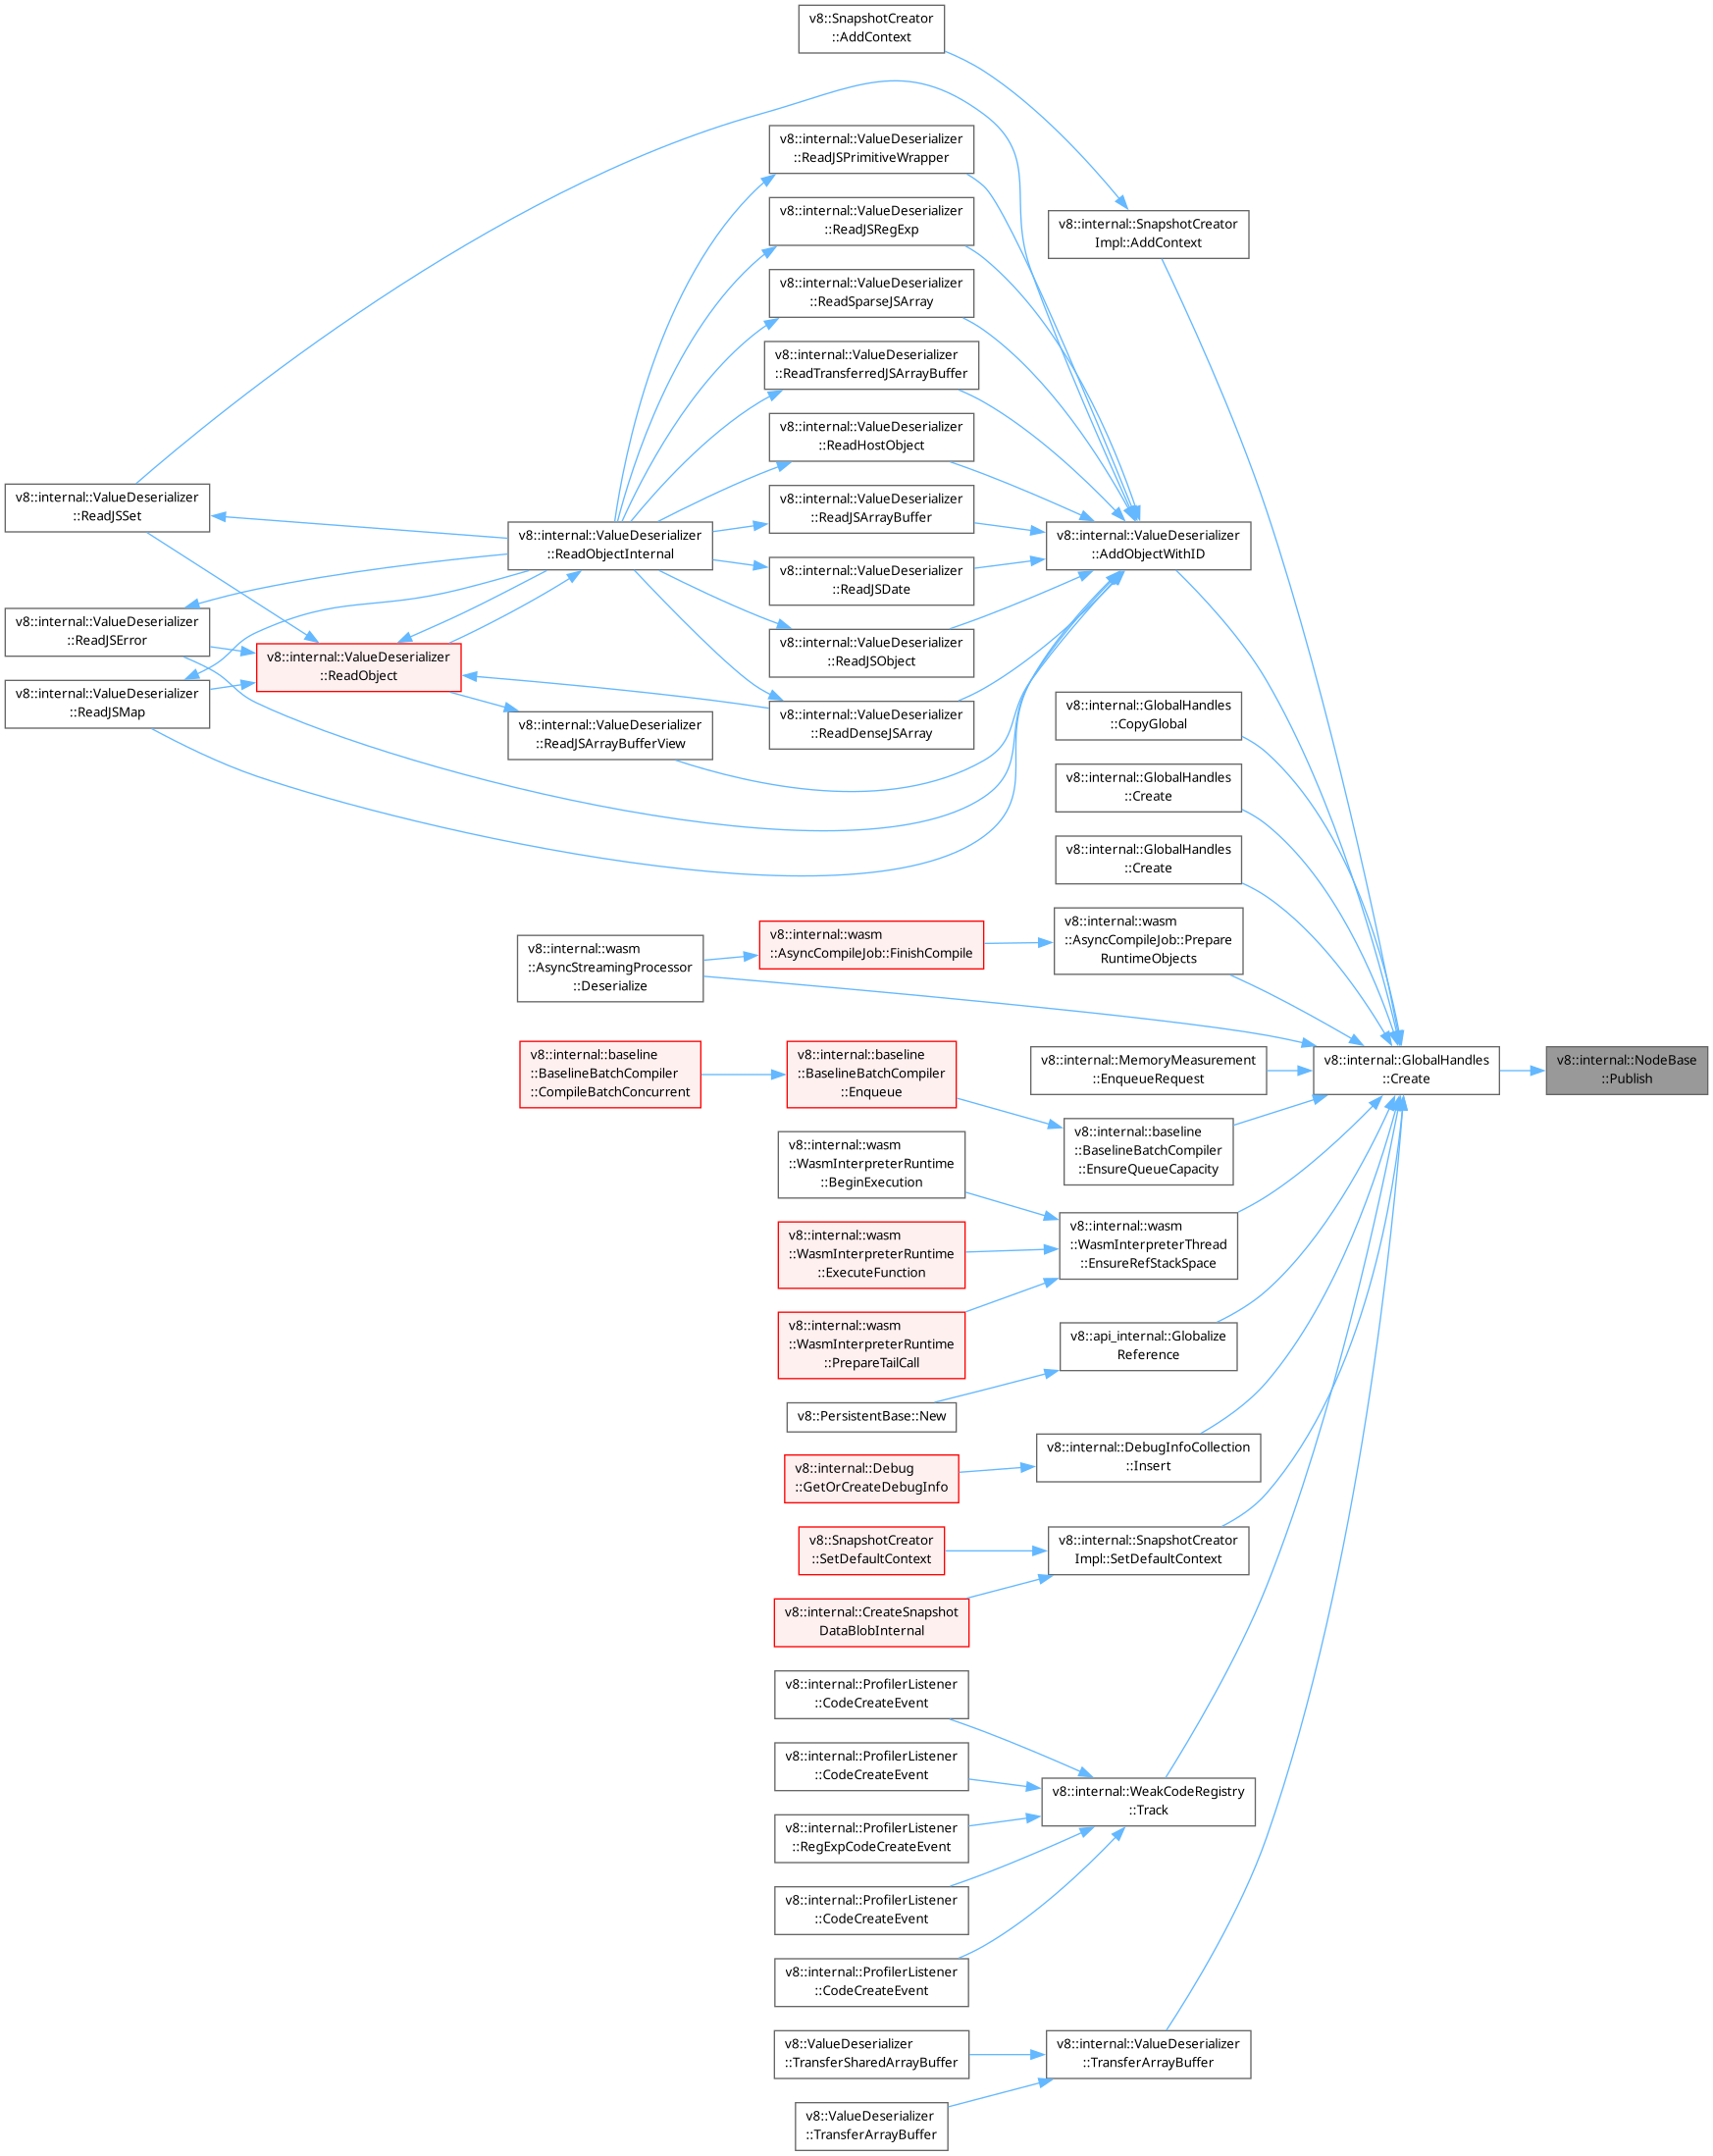 v8::SnapshotCreator
::AddContext
v8::internal::ValueDeserializer
::ReadJSPrimitiveWrapper
v8::internal::ValueDeserializer
::ReadJSRegExp
v8::internal::SnapshotCreator
Impl::AddContext
v8::internal::ValueDeserializer
::ReadSparseJSArray
v8::internal::ValueDeserializer
::ReadTransferredJSArrayBuffer
v8::internal::ValueDeserializer
::ReadHostObject
v8::internal::ValueDeserializer
::ReadJSSet
v8::internal::ValueDeserializer
::ReadJSArrayBuffer
v8::internal::ValueDeserializer
::ReadObjectInternal
v8::internal::ValueDeserializer
::AddObjectWithID
v8::internal::ValueDeserializer
::ReadJSDate
v8::internal::ValueDeserializer
::ReadJSError
v8::internal::ValueDeserializer
::ReadJSObject
v8::internal::ValueDeserializer
::ReadObject
v8::internal::ValueDeserializer
::ReadJSMap
v8::internal::ValueDeserializer
::ReadJSArrayBufferView
v8::internal::ValueDeserializer
::ReadDenseJSArray
v8::internal::GlobalHandles
::CopyGlobal
v8::internal::GlobalHandles
::Create
v8::internal::GlobalHandles
::Create
v8::internal::wasm
::AsyncStreamingProcessor
::Deserialize
v8::internal::wasm
::AsyncCompileJob::FinishCompile
v8::internal::wasm
::AsyncCompileJob::Prepare
RuntimeObjects
v8::internal::baseline
::BaselineBatchCompiler
::CompileBatchConcurrent
v8::internal::baseline
::BaselineBatchCompiler
::Enqueue
v8::internal::MemoryMeasurement
::EnqueueRequest
v8::internal::GlobalHandles
::Create
v8::internal::NodeBase
::Publish
v8::internal::baseline
::BaselineBatchCompiler
::EnsureQueueCapacity
v8::internal::wasm
::WasmInterpreterRuntime
::BeginExecution
v8::internal::wasm
::WasmInterpreterRuntime
::ExecuteFunction
v8::internal::wasm
::WasmInterpreterThread
::EnsureRefStackSpace
v8::internal::wasm
::WasmInterpreterRuntime
::PrepareTailCall
v8::api_internal::Globalize
Reference
v8::PersistentBase::New
v8::internal::DebugInfoCollection
::Insert
v8::internal::Debug
::GetOrCreateDebugInfo
v8::SnapshotCreator
::SetDefaultContext
v8::internal::SnapshotCreator
Impl::SetDefaultContext
v8::internal::CreateSnapshot
DataBlobInternal
v8::internal::ProfilerListener
::CodeCreateEvent
v8::internal::ProfilerListener
::CodeCreateEvent
v8::internal::WeakCodeRegistry
::Track
v8::internal::ProfilerListener
::RegExpCodeCreateEvent
v8::internal::ProfilerListener
::CodeCreateEvent
v8::internal::ProfilerListener
::CodeCreateEvent
v8::ValueDeserializer
::TransferSharedArrayBuffer
v8::internal::ValueDeserializer
::TransferArrayBuffer
v8::ValueDeserializer
::TransferArrayBuffer